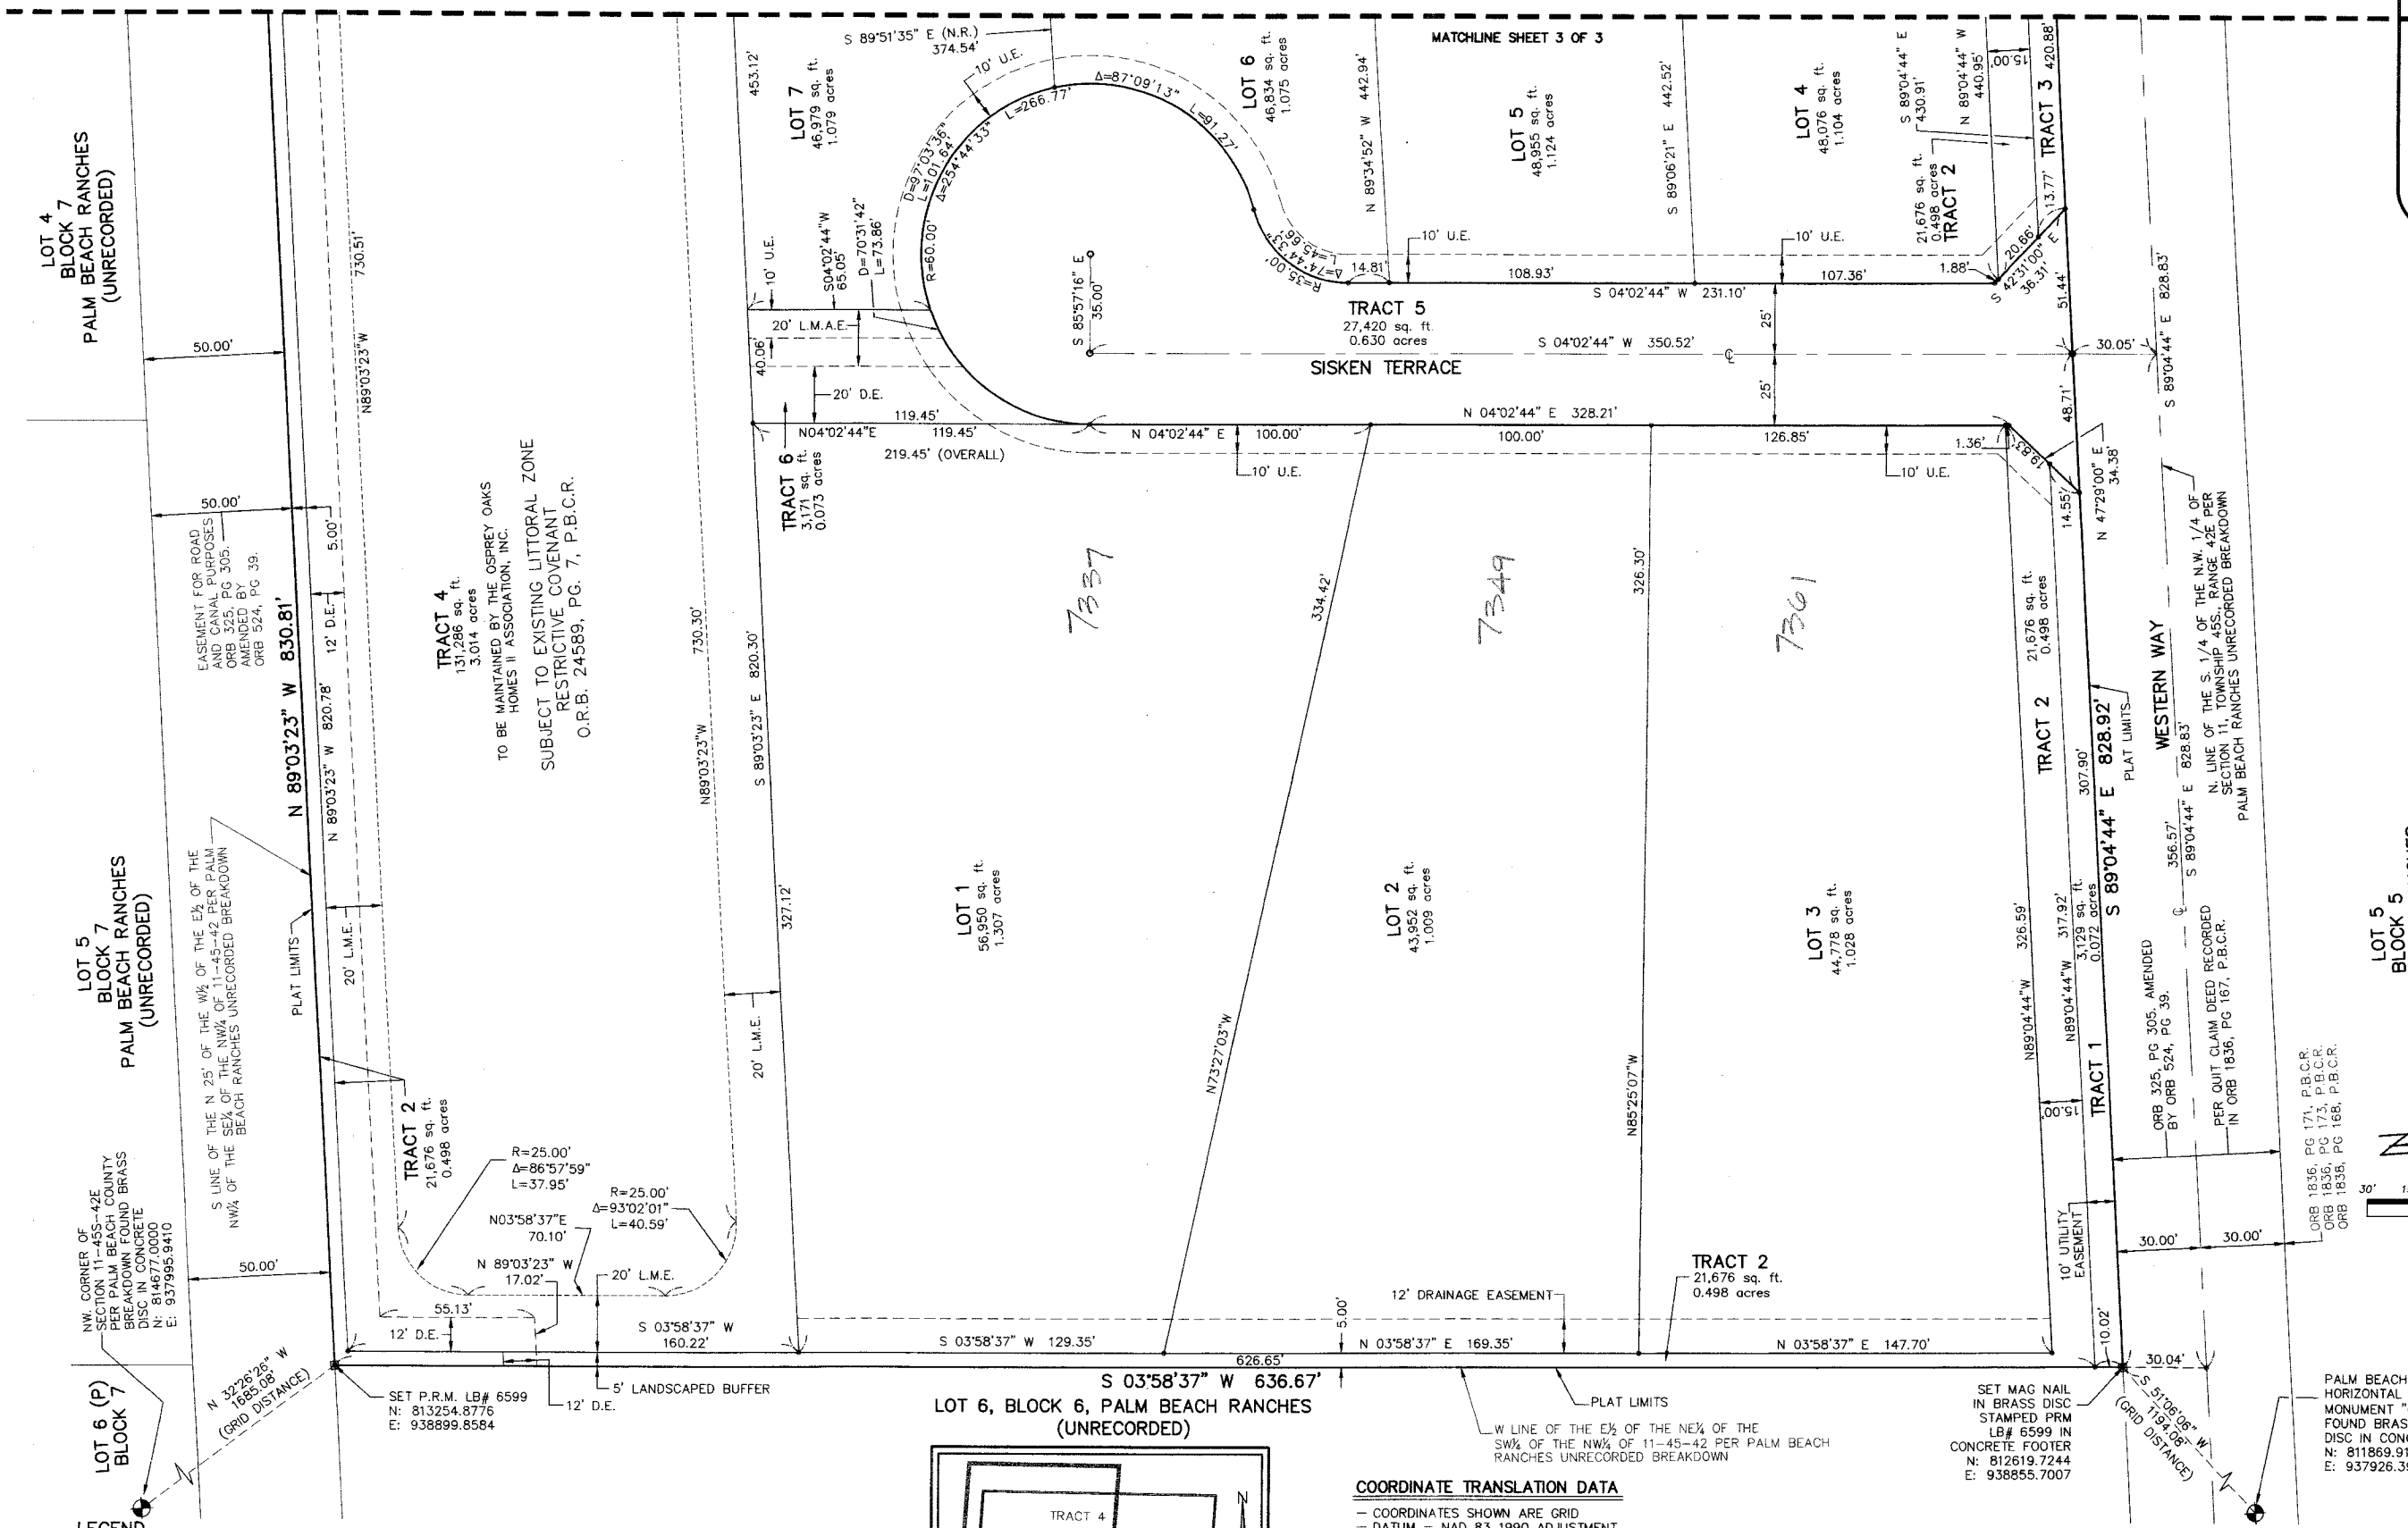 MATCHLINE SHEET 3 OF 3
LOT 4
BLOCK 7
PALM BEACH RANCHES
(UNRECORDED)
50.00'
730.51'
N89°03'23"W
453.12'
S 89°51'35" E (N.R.)
374.54'
10' U.E.
LOT 7
46,979 sq. ft.
1.079 acres
Δ=87°09'13"
L=91.27'
L=266.77'
D=97°03'36"
L=101.64'
Δ=254°44'33"
R=60.00'
LOT 6
46,834 sq. ft.
1.075 acres
N 89°34'52" W 442.94'
LOT 5
48,955 sq. ft.
1.124 acres
S 89°06'21" E 442.52'
LOT 4
48,076 sq. ft.
1.104 acres
S 89°04'44" E
430.91'
N 89°04'44" W
440.95'
15.00'
TRACT 3 420.88'
21,676 sq. ft.
0.498 acres
TRACT 2
13.77'
20.66'
S 42°31'00" E
36.31'
1.88'
51.44'
S 89°04'44" E 828.83'
30.05'
48.71'
10' U.E.
S04°02'44"W
65.05'
D=70°31'42"
L=73.86'
20' L.M.A.E.
40.06'
20' D.E.
S 85°57'16" E
35.00'
R=35.00'
Δ=74°44'33"
L=45.66'
14.81'
10' U.E.
108.93'
10' U.E.
107.36'
S 04°02'44" W 231.10'
TRACT 5
27,420 sq. ft.
0.630 acres
25'
S 04°02'44" W 350.52'
SISKEN TERRACE
25'
119.45'
N04°02'44"E 119.45'
219.45' (OVERALL)
N 04°02'44" E 328.21'
N 04°02'44" E 100.00'
100.00'
126.85'
1.36'
19.83'
10' U.E.
10' U.E.
14.55'
N 47°29'00" E
34.38'
TRACT 6
3,171 sq. ft.
0.073 acres
50.00'
EASEMENT FOR ROAD
AND CANAL PURPOSES
ORB 325, PG 305.
AMENDED BY
ORB 524, PG 39.
N 89°03'23" W 830.81'
5.00'
12' D.E.
N 89°03'23" W 820.78'
TRACT 4
131,286 sq. ft.
3.014 acres
TO BE MAINTAINED BY THE OSPREY OAKS
HOMES II ASSOCIATION, INC.
SUBJECT TO EXISTING LITTORAL ZONE
RESTRICTIVE COVENANT
O.R.B. 24589, PG. 7, P.B.C.R.
730.30'
N89°03'23"W
S 89°03'23" E 820.30'
327.12'
20' L.M.E.
7337
7349
7361
334.42'
N73°27'03"W
326.30'
N85°25'07"W
LOT 1
56,950 sq. ft.
1.307 acres
LOT 2
43,952 sq. ft.
1.009 acres
LOT 3
44,778 sq. ft.
1.028 acres
21,676 sq. ft.
0.498 acres
TRACT 2
326.59'
N89°04'44"W
307.90'
N89°04'44"W 317.92'
3,129 sq. ft.
0.072 acres
TRACT 1
15.00'
S 89°04'44" E 828.92'
PLAT LIMITS
WESTERN WAY
356.57'
S 89°04'44" E 828.83'
N. LINE OF THE S. 1/4 OF THE N.W. 1/4 OF
SECTION 11, TOWNSHIP 45S., RANGE 42E PER
PALM BEACH RANCHES UNRECORDED BREAKDOWN
ORB 325, PG 305. AMENDED
BY ORB 524, PG 39.
PER QUIT CLAIM DEED RECORDED
IN ORB 1836, PG 167, P.B.C.R.
ORB 1836, PG 171, P.B.C.R.
ORB 1836, PG 173, P.B.C.R.
ORB 1838, PG 168, P.B.C.R.
LOT 5
BLOCK 5
30'
10' UTILITY
EASEMENT
30.00'
30.00'
LOT 5
BLOCK 7
PALM BEACH RANCHES
(UNRECORDED)
S LINE OF THE N 25' OF THE W½ OF THE E½ OF THE
NW¼ OF THE SE¼ OF THE NW¼ OF 11-45-42 PER PALM
BEACH RANCHES UNRECORDED BREAKDOWN
PLAT LIMITS
20' L.M.E.
TRACT 2
21,676 sq. ft.
0.498 acres
NW. CORNER OF
SECTION 11-45S-42E
PER PALM BEACH COUNTY
BREAKDOWN FOUND BRASS
DISC IN CONCRETE
N: 814677.0000
E: 937995.9410
50.00'
R=25.00'
Δ=86°57'59"
L=37.95'
R=25.00'
Δ=93°02'01"
L=40.59'
N03°58'37"E
70.10'
N 89°03'23" W
17.02'
20' L.M.E.
55.13'
12' D.E.
S 03°58'37" W
160.22'
S 03°58'37" W 129.35'
626.65'
5.00'
12' DRAINAGE EASEMENT
N 03°58'37" E 169.35'
TRACT 2
21,676 sq. ft.
0.498 acres
N 03°58'37" E 147.70'
10.02'
30.04'
N 32°26'26" W
1685.08'
(GRID DISTANCE)
LOT 6 (P)
BLOCK 7
SET P.R.M. LB# 6599
N: 813254.8776
E: 938899.8584
12' D.E.
5' LANDSCAPED BUFFER
S 03°58'37" W 636.67'
LOT 6, BLOCK 6, PALM BEACH RANCHES
(UNRECORDED)
PLAT LIMITS
W LINE OF THE E½ OF THE NE¼ OF THE
SW¼ OF THE NW¼ OF 11-45-42 PER PALM BEACH
RANCHES UNRECORDED BREAKDOWN
SET MAG NAIL
IN BRASS DISC
STAMPED PRM
LB# 6599 IN
CONCRETE FOOTER
N: 812619.7244
E: 938855.7007
S 51°06'06" W
1194.08'
(GRID DISTANCE)
PALM BEACH
HORIZONTAL
MONUMENT
FOUND BRASS
N: 811869.91
LEGEND
TRACT 4
N
COORDINATE TRANSLATION DATA
– COORDINATES SHOWN ARE GRID
– DATUM = NAD 83 1990 ADJUSTMENT